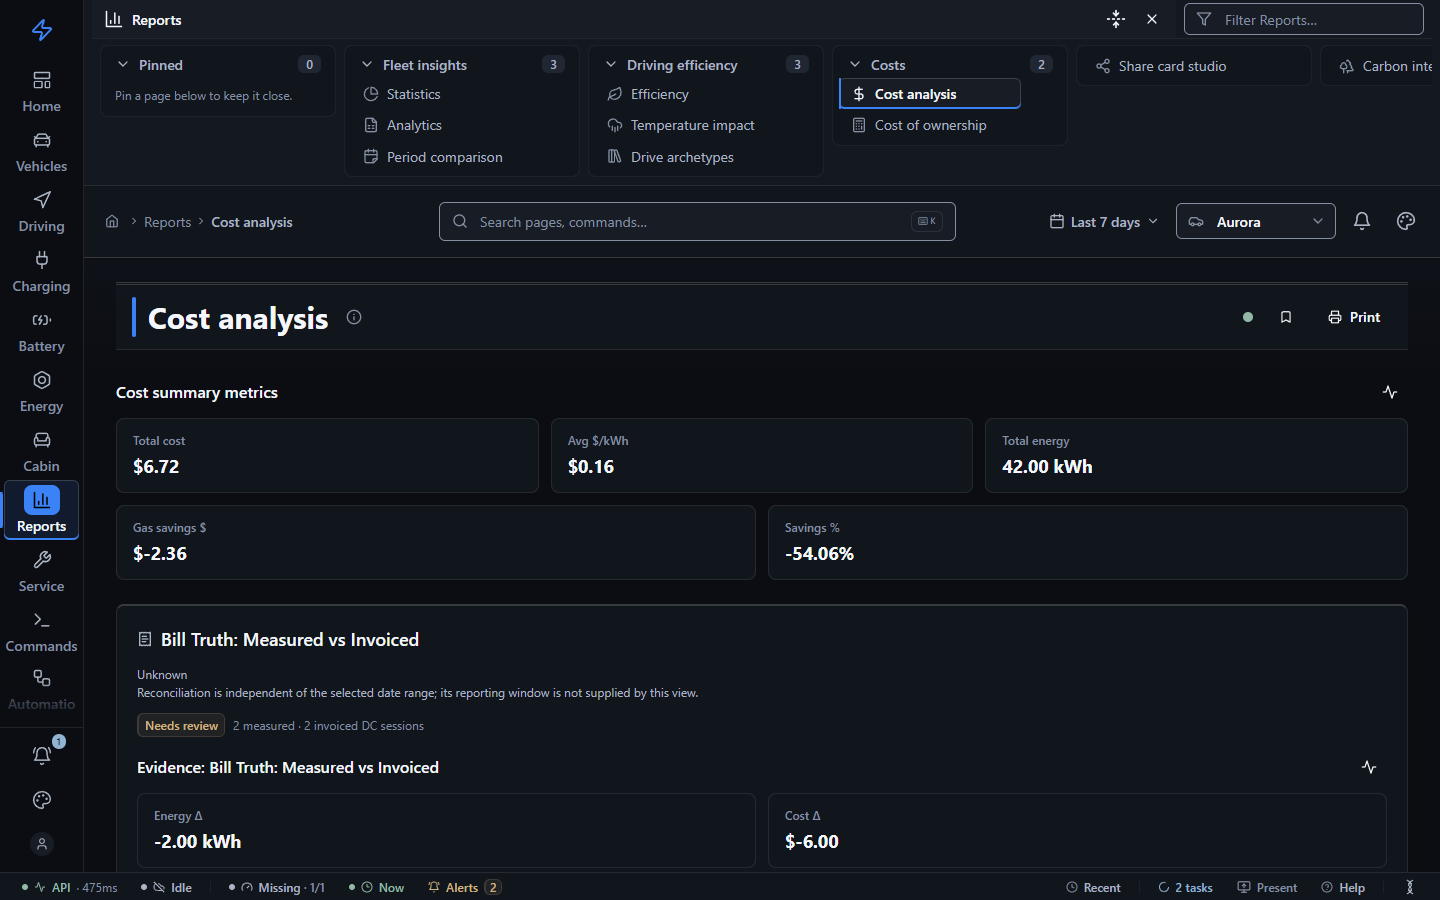 Reports
Filter Reports...
Pinned 0
Pin a page below to keep it close.
Fleet insights 3
Statistics
Analytics
Period comparison
Driving efficiency 3
Efficiency
Temperature impact
Drive archetypes
Costs 2
Cost analysis
Cost of ownership
Share card studio
Carbon inte
Home
Vehicles
Driving
Charging
Battery
Energy
Cabin
Reports
Service
Commands
Automatio
1
Reports > Cost analysis
Search pages, commands...
K
Last 7 days
Aurora
Cost analysis
Print
Cost summary metrics
Total cost
$6.72
Avg $/kWh
$0.16
Total energy
42.00 kWh
Gas savings $
$-2.36
Savings %
-54.06%
Bill Truth: Measured vs Invoiced
Unknown
Reconciliation is independent of the selected date range; its reporting window is not supplied by this view.
Needs review 2 measured · 2 invoiced DC sessions
Evidence: Bill Truth: Measured vs Invoiced
Energy Δ
-2.00 kWh
Cost Δ
$-6.00
API · 475ms
Idle
Missing · 1/1
Now
Alerts 2
Recent
2 tasks
Present
Help